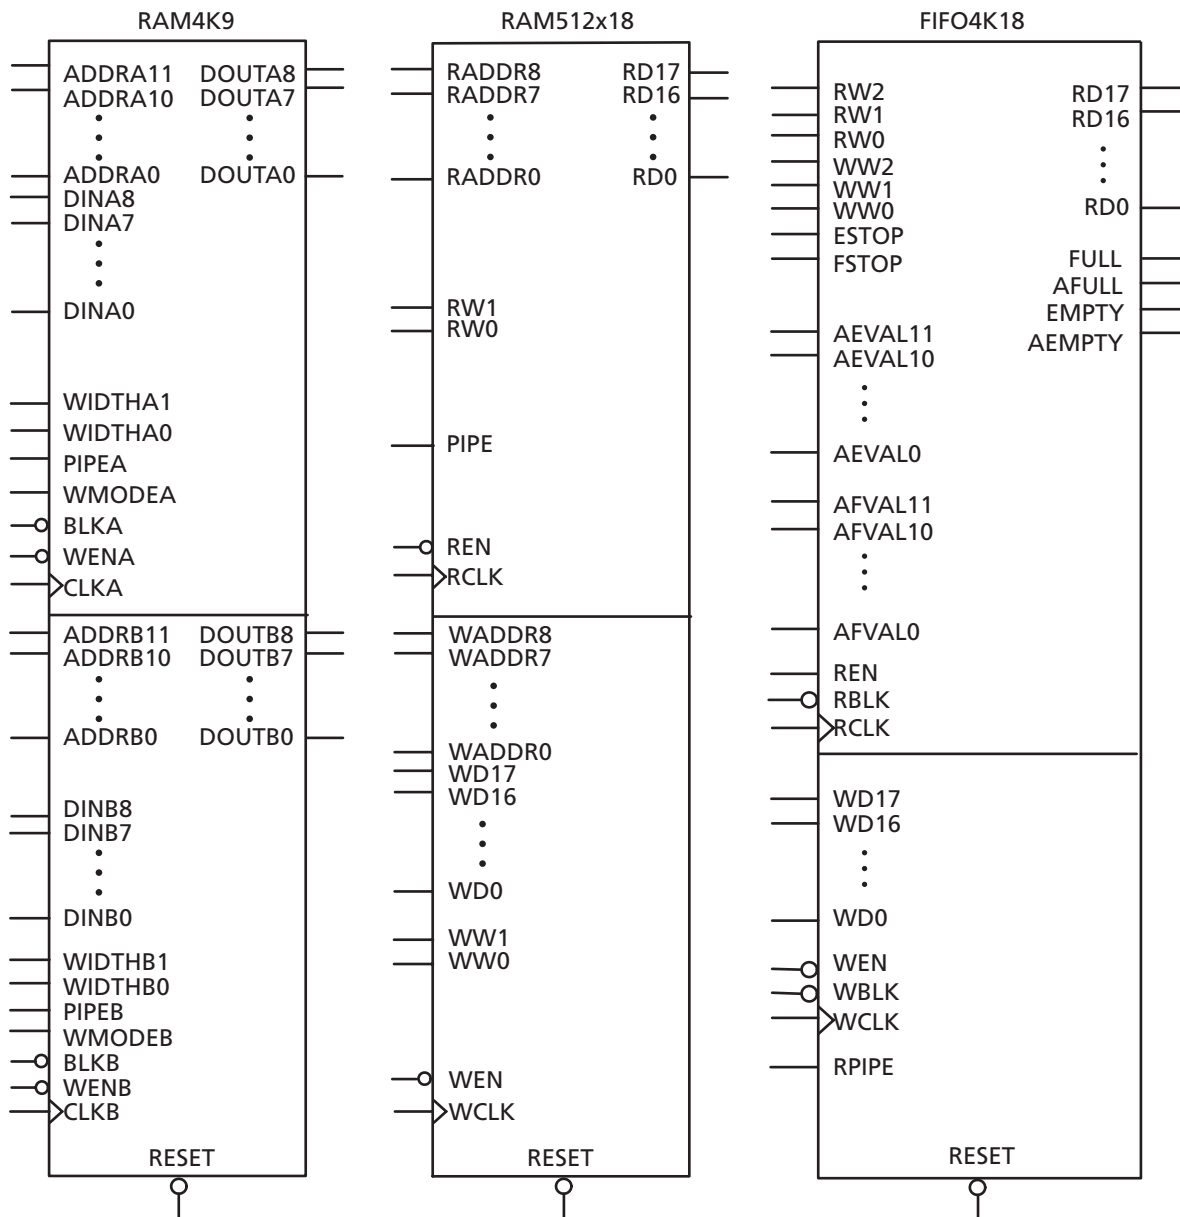 RAM4K9
ADDRA11 DOUTA8
ADDRA10 DOUTA7
ADDRA0 DOUTA0
DINA8
DINA7
DINA0
WIDTHA1
WIDTHA0
PIPEA
WMODEA
BLKA
WENA
CLKA
ADDRB11 DOUTB8
ADDRB10 DOUTB7
ADDRB0 DOUTB0
DINB8
DINB7
DINB0
WIDTHB1
WIDTHB0
PIPEB
WMODEB
BLKB
WENB
CLKB
RESET
RAM512x18
RADDR8 RD17
RADDR7 RD16
RADDR0 RD0
RW1
RW0
PIPE
REN
RCLK
WADDR8
WADDR7
WADDR0
WD17
WD16
WD0
WW1
WW0
WEN
WCLK
RESET
FIFO4K18
RW2 RD17
RW1 RD16
RW0
WW2
WW1
WW0 RD0
ESTOP
FSTOP FULL
AFULL
EMPTY
AEVAL11 AEMPTY
AEVAL10
AEVAL0
AFVAL11
AFVAL10
AFVAL0
REN
RBLK
RCLK
WD17
WD16
WD0
WEN
WBLK
WCLK
RPIPE
RESET